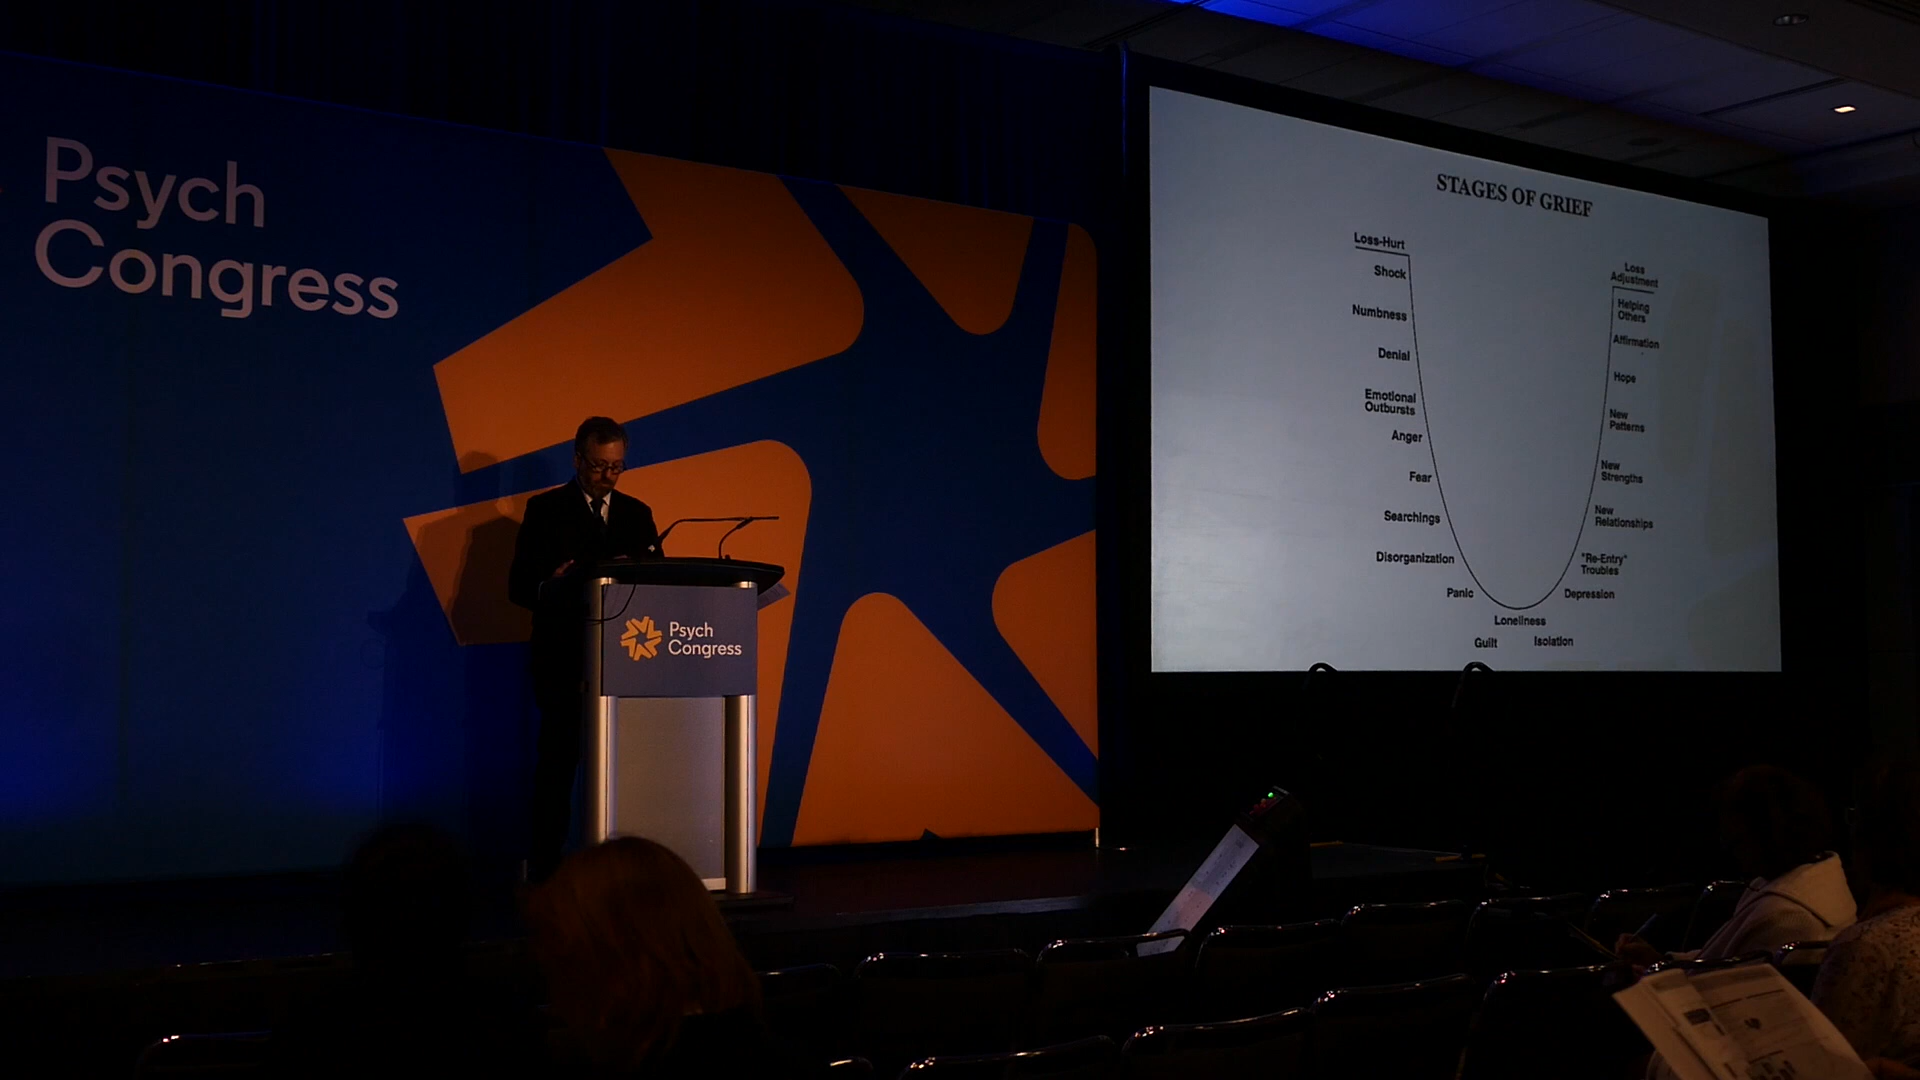 Psych
Congress
Psych
Congress
STAGES OF GRIEF
Loss-Hurt
Shock
Numbness
Denial
Emotional
Outbursts
Anger
Fear
Searchings
Disorganization
Panic
Guilt
Loneliness
Isolation
Depression
"Re-Entry"
Troubles
New
Relationships
New
Strengths
New
Patterns
Hope
Affirmation
Helping
Others
Loss
Adjustment